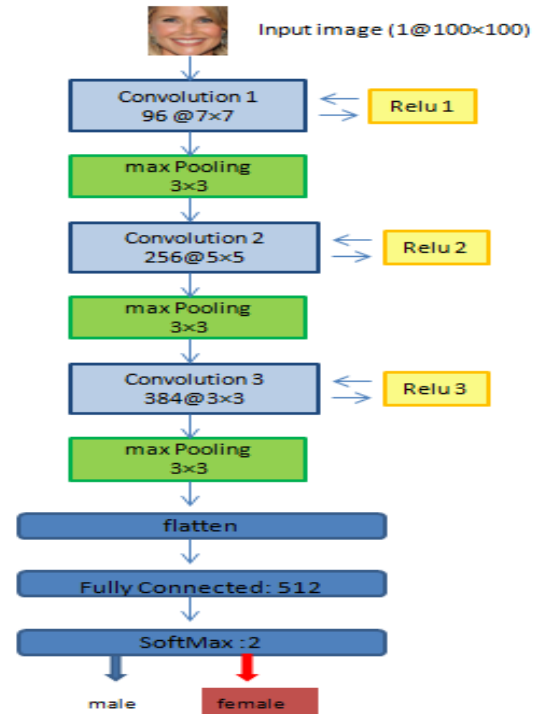 Input image (1@100×100)
Convolution 1
96 @7×7
Relu 1
max Pooling
3×3
Convolution 2
256@5×5
Relu 2
max Pooling
3×3
Convolution 3
384@3×3
Relu 3
max Pooling
3×3
flatten
Fully Connected: 512
SoftMax :2
male
female